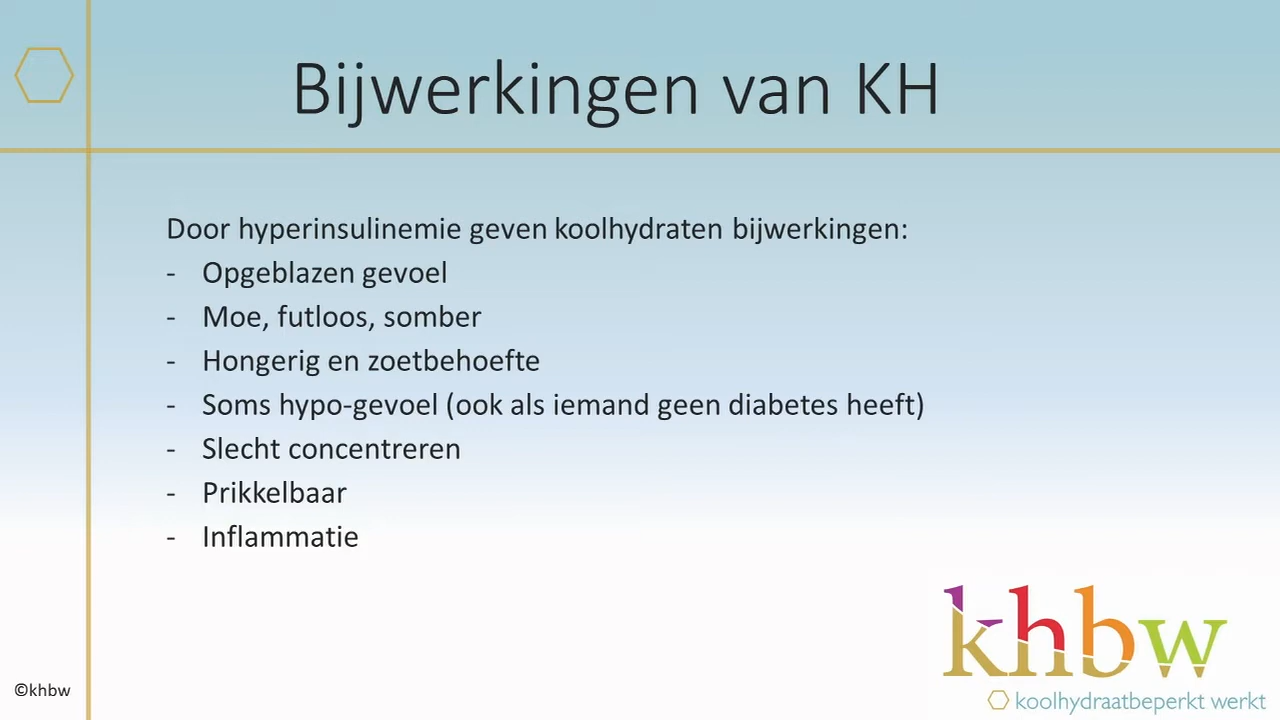 Bijwerkingen van KH
Door hyperinsulinemie geven koolhydraten bijwerkingen:
- Opgeblazen gevoel
- Moe, futloos, somber
- Hongerig en zoetbehoefte
- Soms hypo-gevoel (ook als iemand geen diabetes heeft)
- Slecht concentreren
- Prikkelbaar
- Inflammatie
khbw
koolhydraatbeperkt werkt
©khbw